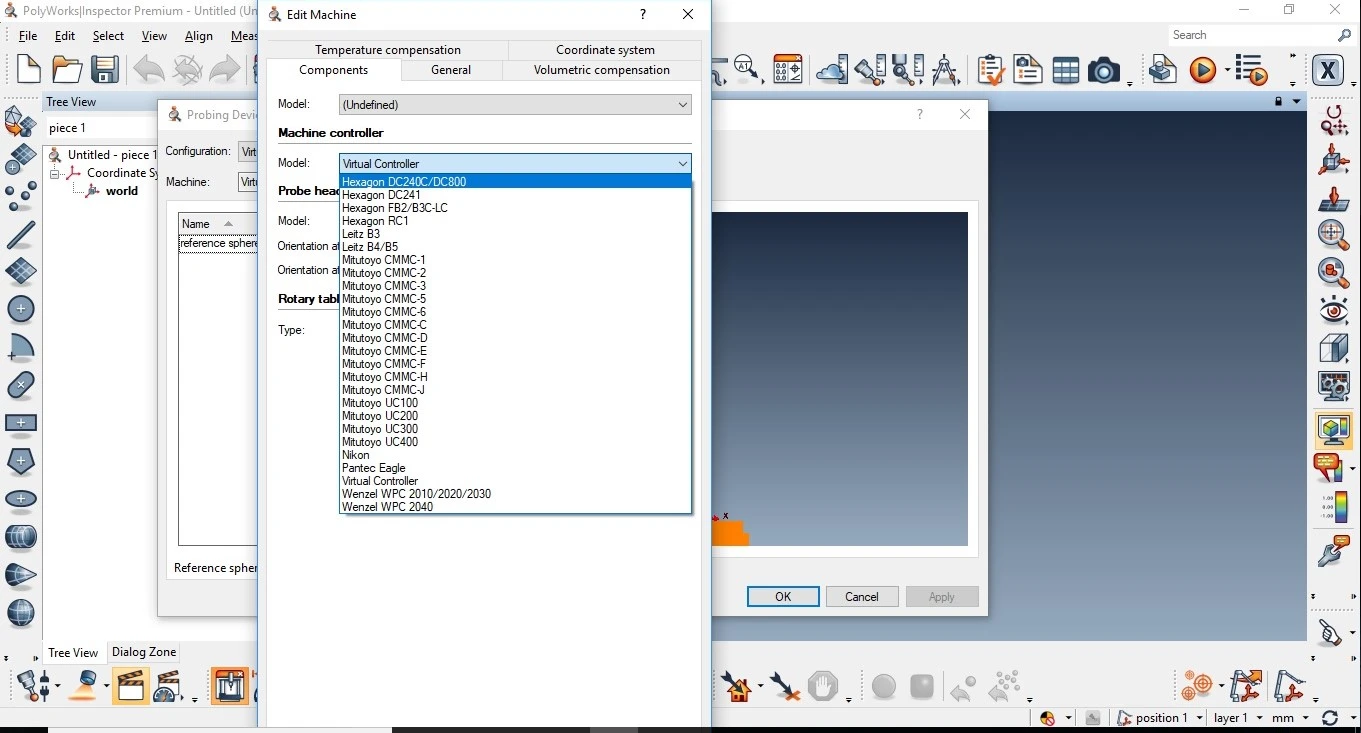 PolyWorks|Inspector Premium - Untitled (Un
Edit Machine
?
File Edit Select View Align Meas
Search
Temperature compensation
Coordinate system
Components
General
Volumetric compensation
Tree View
piece 1
Untitled - piece 1
Coordinate Sy
world
Probing Devi
?
Configuration: Virt
Machine: Virtu
Name
reference sphere
Reference spher
Model: (Undefined)
Machine controller
Model: Virtual Controller
Probe hea
Model:
Orientation a
Orientation a
Rotary tabl
Type:
Hexagon DC240C/DC800
Hexagon DC241
Hexagon FB2/B3C-LC
Hexagon RC1
Leitz B3
Leitz B4/B5
Mitutoyo CMMC-1
Mitutoyo CMMC-2
Mitutoyo CMMC-3
Mitutoyo CMMC-5
Mitutoyo CMMC-6
Mitutoyo CMMC-C
Mitutoyo CMMC-D
Mitutoyo CMMC-E
Mitutoyo CMMC-F
Mitutoyo CMMC-H
Mitutoyo CMMC-J
Mitutoyo UC100
Mitutoyo UC200
Mitutoyo UC300
Mitutoyo UC400
Nikon
Pantec Eagle
Virtual Controller
Wenzel WPC 2010/2020/2030
Wenzel WPC 2040
x
OK
Cancel
Apply
Tree View
Dialog Zone
position 1
layer 1
mm